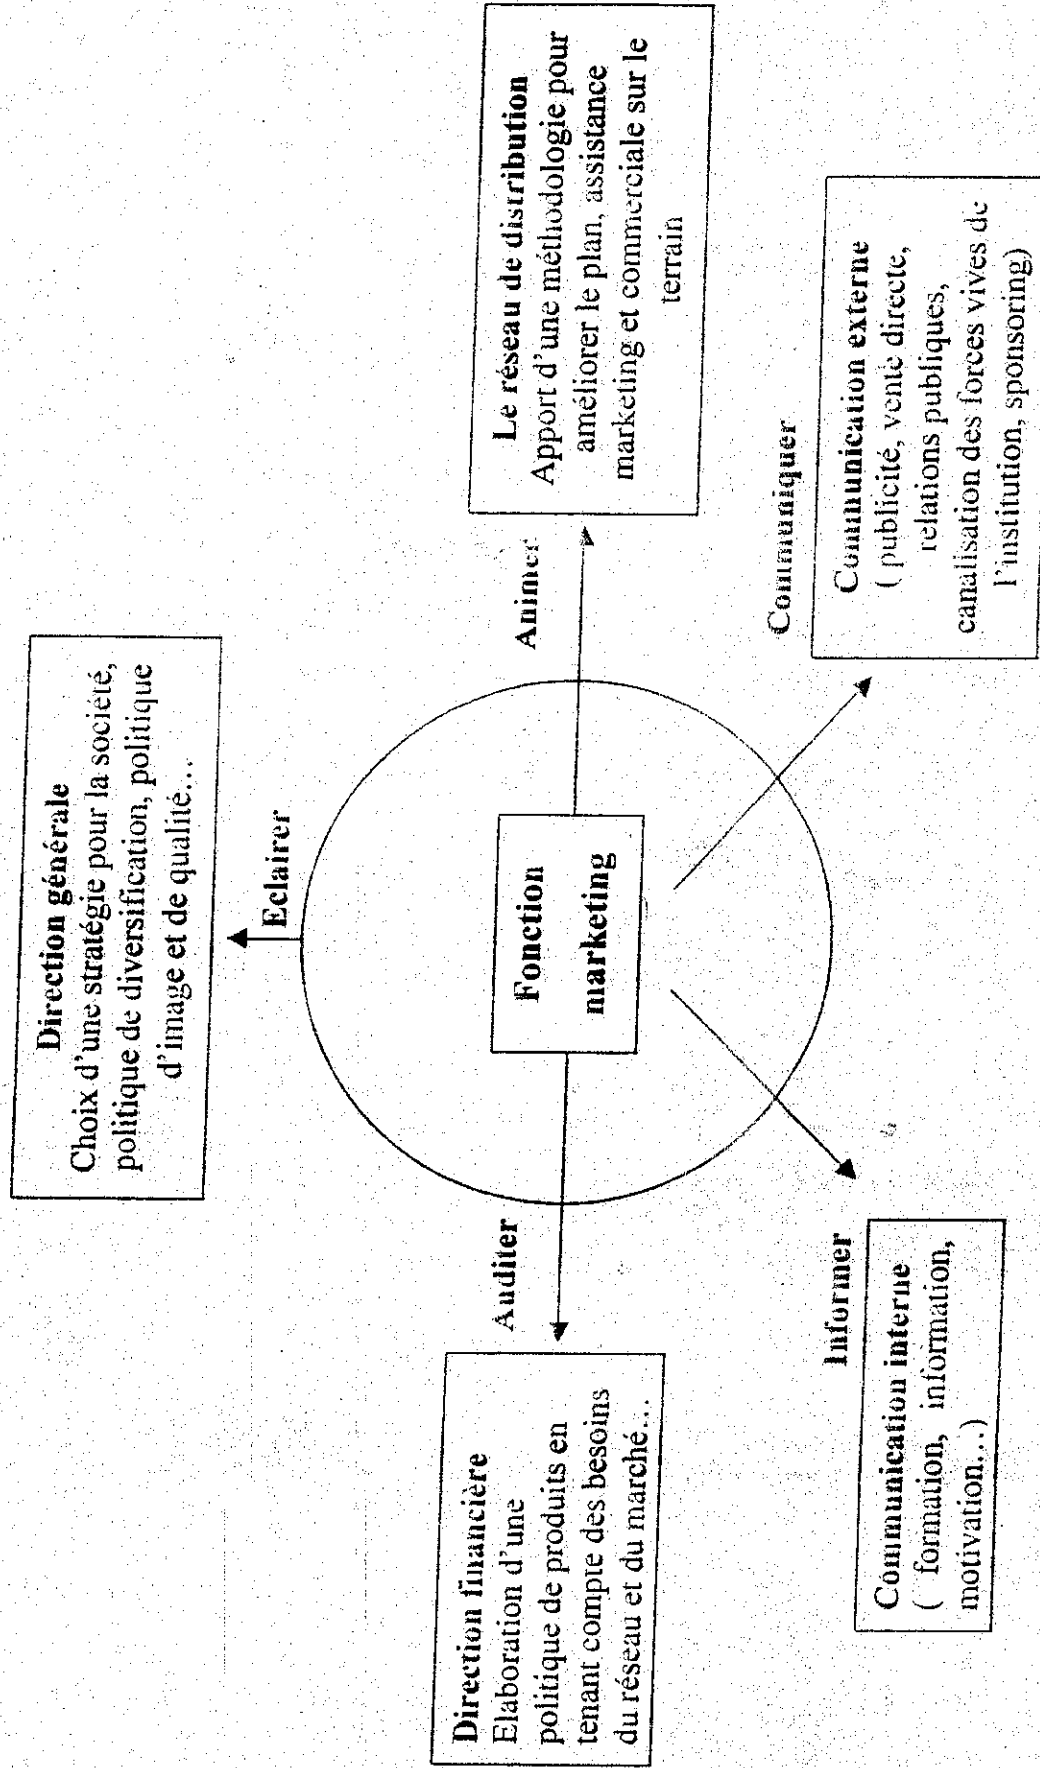 Direction générale
Choix d'une stratégie pour la société,
politique de diversification, politique
d'image et de qualité...
Eclairer
Direction financière
Elaboration d'une
politique de produits en
tenant compte des besoins
du réseau et du marché...
Auditer
Fonction
marketing
Animer
Le réseau de distribution
Apport d'une méthodologie pour
améliorer le plan, assistance
marketing et commerciale sur le
terrain
Informer
Communication interne
( formation, information,
motivation...)
Communiquer
Communication externe
( publicité, vente directe,
relations publiques,
canalisation des forces vives de
l'institution, sponsoring)